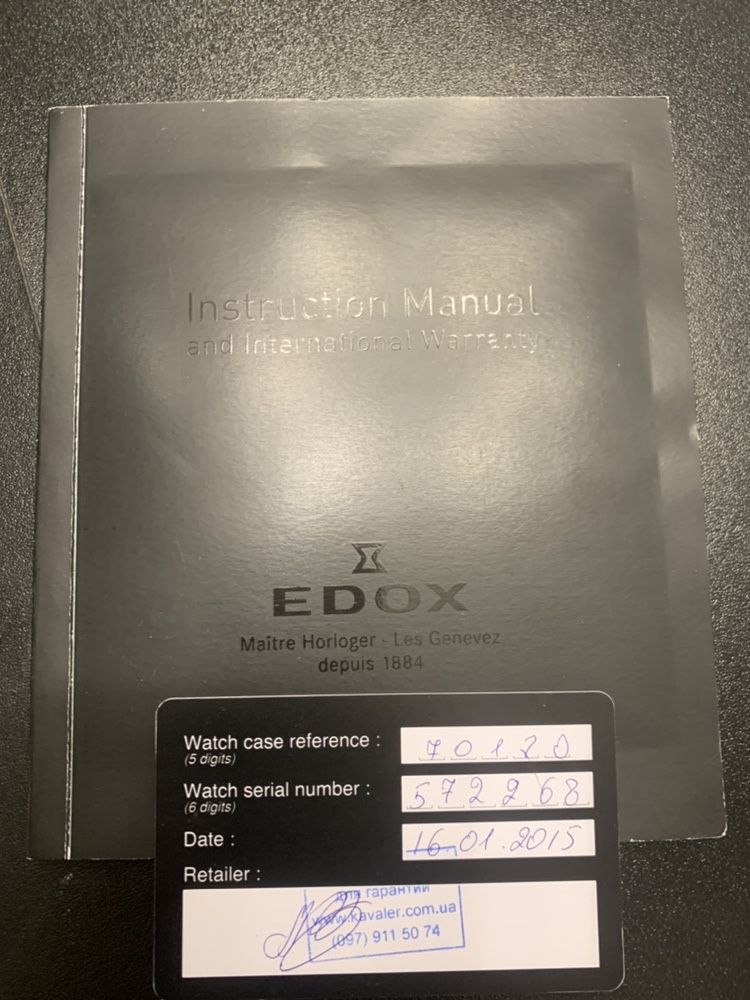 Instruction Manual
and International Warranty
EDOX
Maître Horloger - Les Genevez
depuis 1884
Watch case reference : 70120
(5 digits)
Watch serial number : 572268
(6 digits)
Date : 16.01.2015
Retailer :
для гарантии
www.kavaler.com.ua
(097) 911 50 74